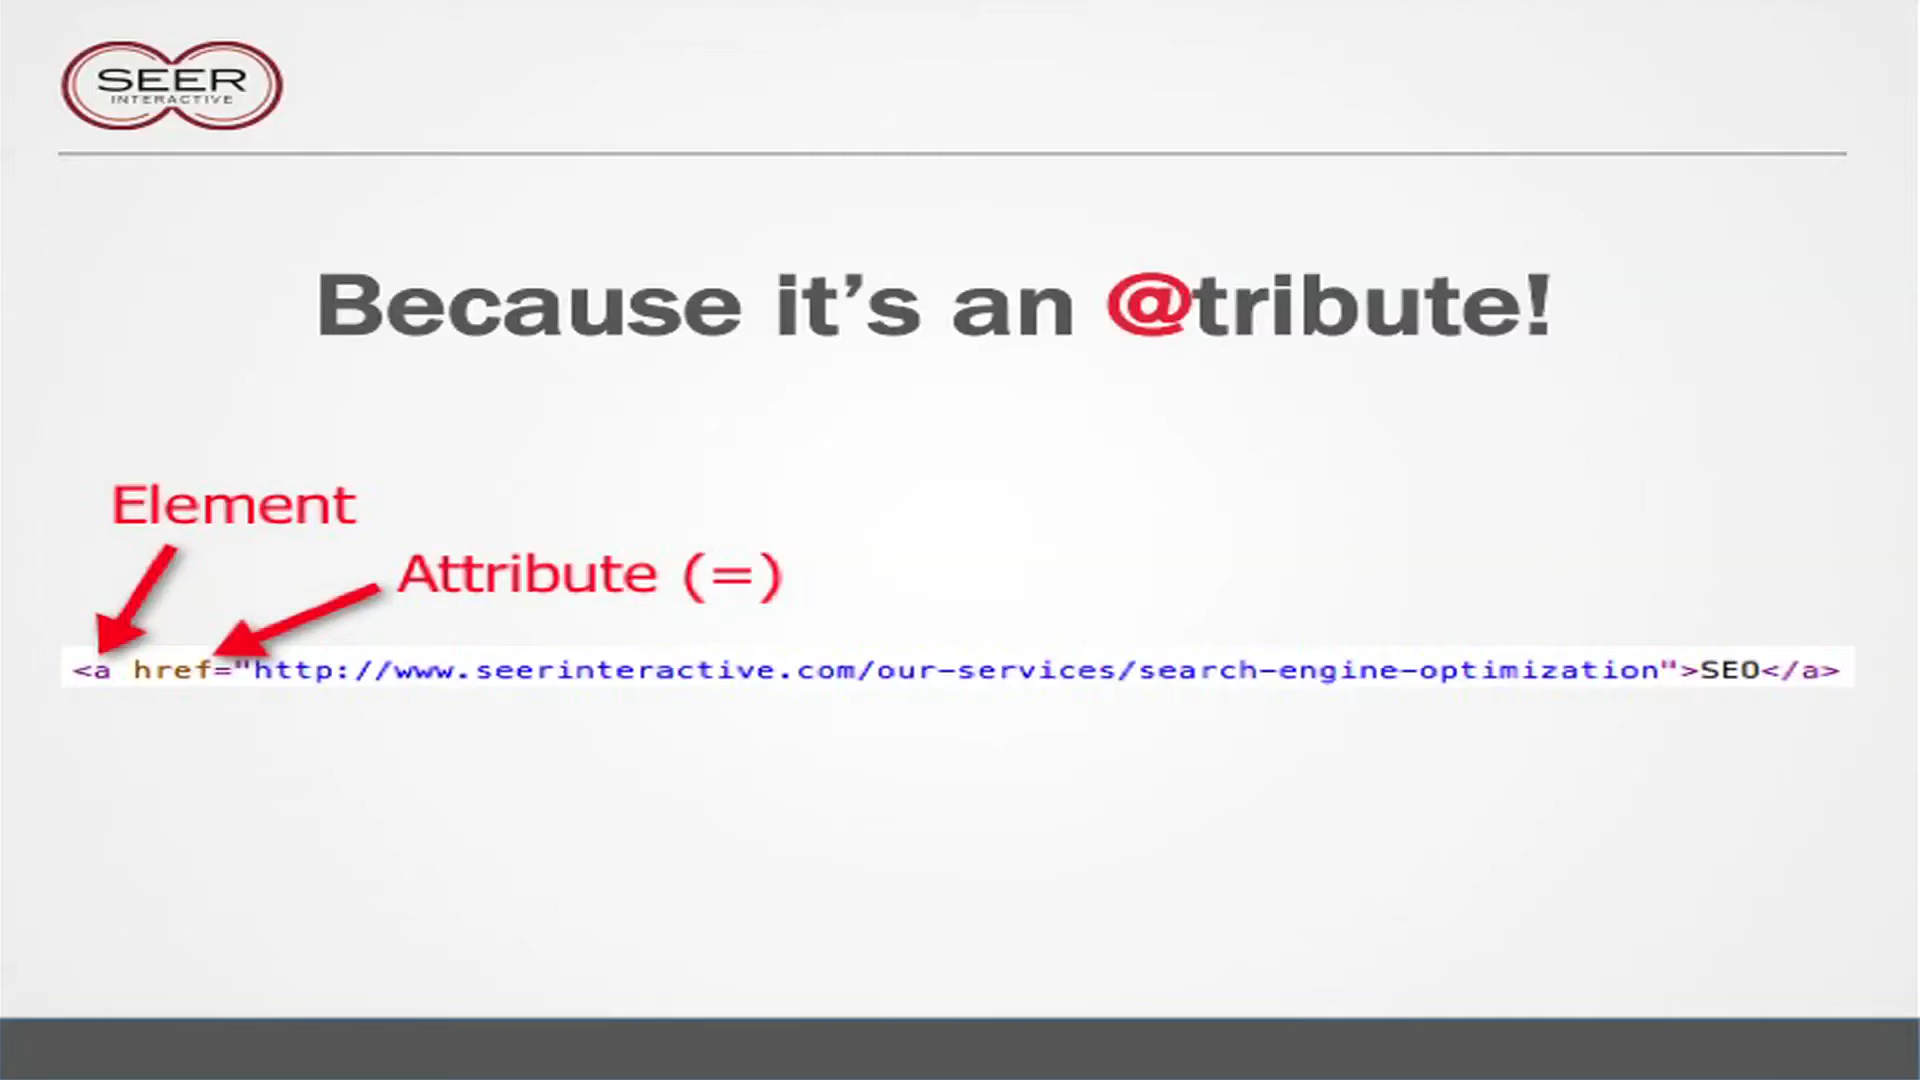 SEER
INTERACTIVE
Because it’s an @tribute!
Element
Attribute (=)
<a href="http://www.seerinteractive.com/our-services/search-engine-optimization">SEO</a>